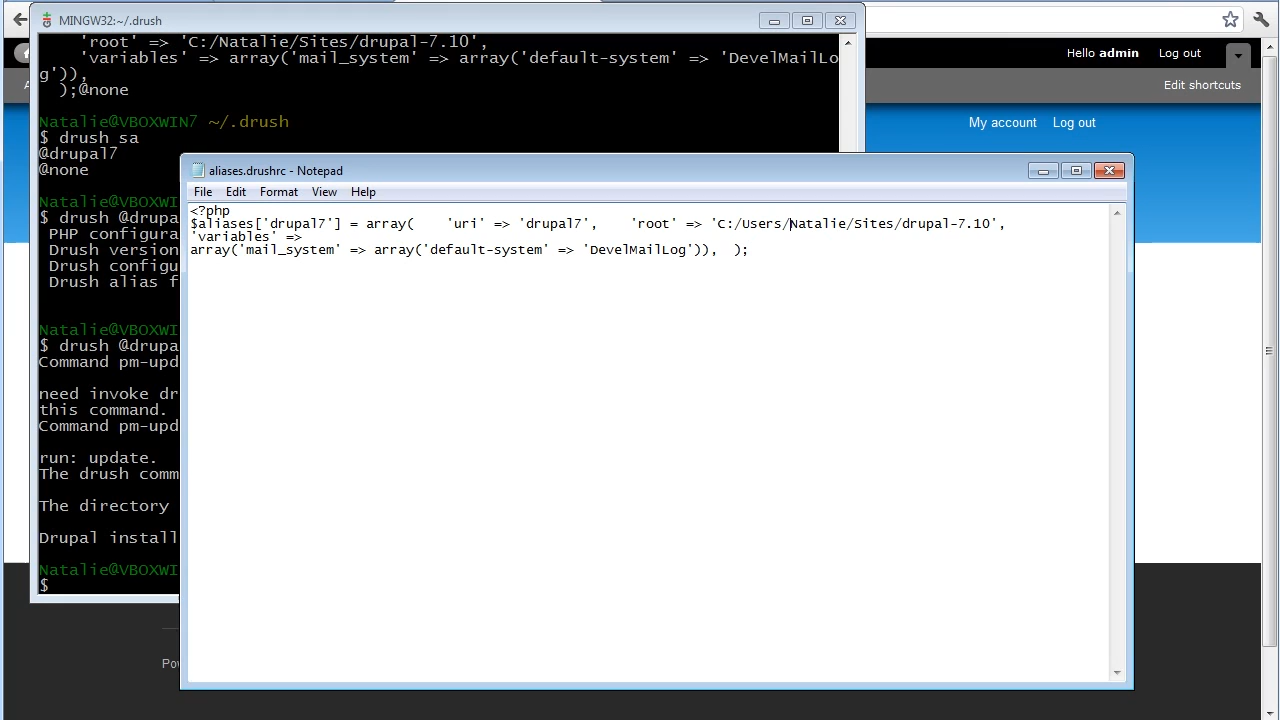 MINGW32:~/.drush
'root' => 'C:/Natalie/Sites/drupal-7.10',
'variables' => array('mail_system' => array('default-system' => 'DevelMailLo
g')),
);@none
Natalie@VBOXWIN7 ~/.drush
$ drush sa
@drupal7
@none
Natalie@VBOXWI
$ drush @drupa
PHP configura
Drush version
Drush configu
Drush alias f
Natalie@VBOXWI
$ drush @drupa
Command pm-upd
need invoke dr
this command.
Command pm-upd
run: update.
The drush comm
The directory
Drupal install
Natalie@VBOXWI
$
aliases.drushrc - Notepad
File Edit Format View Help
<?php
$aliases['drupal7'] = array(    'uri' => 'drupal7',    'root' => 'C:/Users/Natalie/Sites/drupal-7.10',
'variables' =>
array('mail_system' => array('default-system' => 'DevelMailLog')),  );
Hello admin Log out
Edit shortcuts
My account Log out
Pow